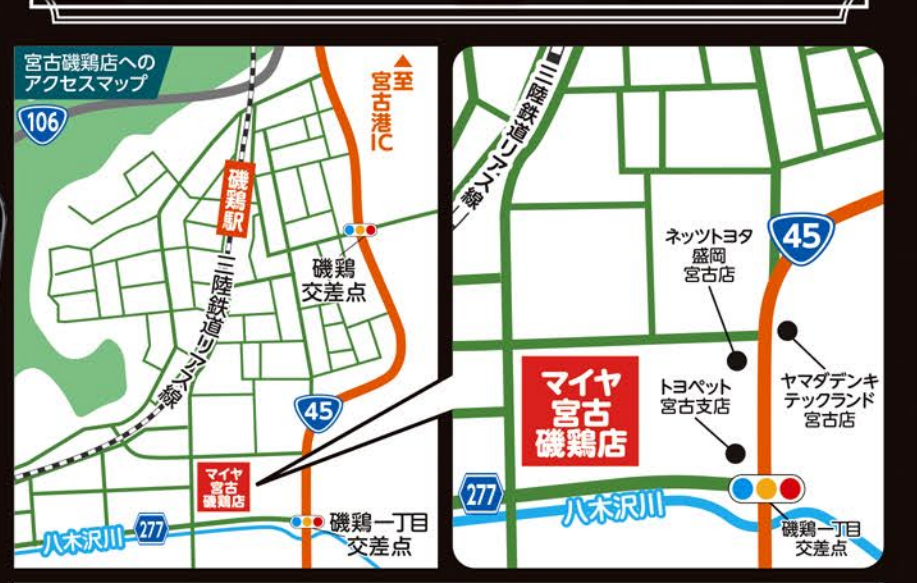 宮古磯鶏店への
アクセスマップ
106
▲至
宮古港IC
磯鶏駅
磯鶏
交差点
三陸鉄道リアス線
45
マイヤ
宮古
磯鶏店
八木沢川
277
磯鶏一丁目
交差点
三陸鉄道リアス線
45
ネッツトヨタ
盛岡
宮古店
トヨペット
宮古支店
ヤマダデンキ
テックランド
宮古店
マイヤ
宮古
磯鶏店
277
八木沢川
磯鶏一丁目
交差点